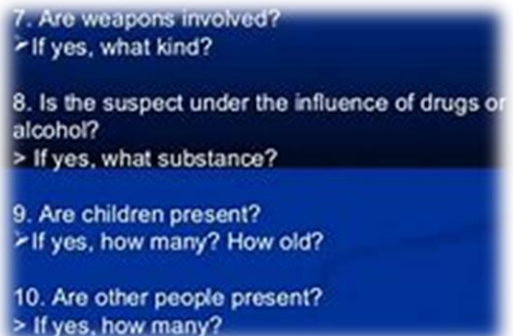 7. Are weapons involved?
➢If yes, what kind?
8. Is the suspect under the influence of drugs or
alcohol?
> If yes, what substance?
9. Are children present?
➢If yes, how many? How old?
10. Are other people present?
> If yes, how many?